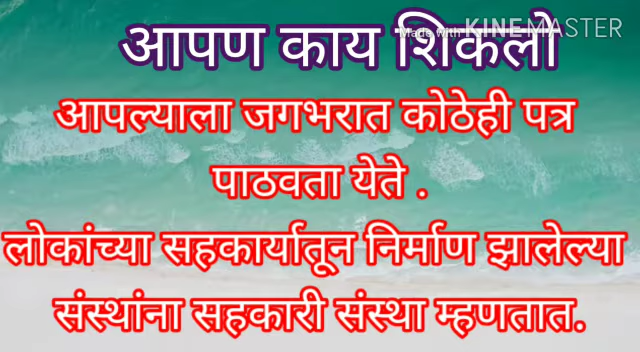 Made with KINEMASTER
आपण काय शिकलो
आपल्याला जगभरात कोठेही पत्र
पाठवता येते .
लोकांच्या सहकार्यातून निर्माण झालेल्या
संस्थांना सहकारी संस्था म्हणतात.